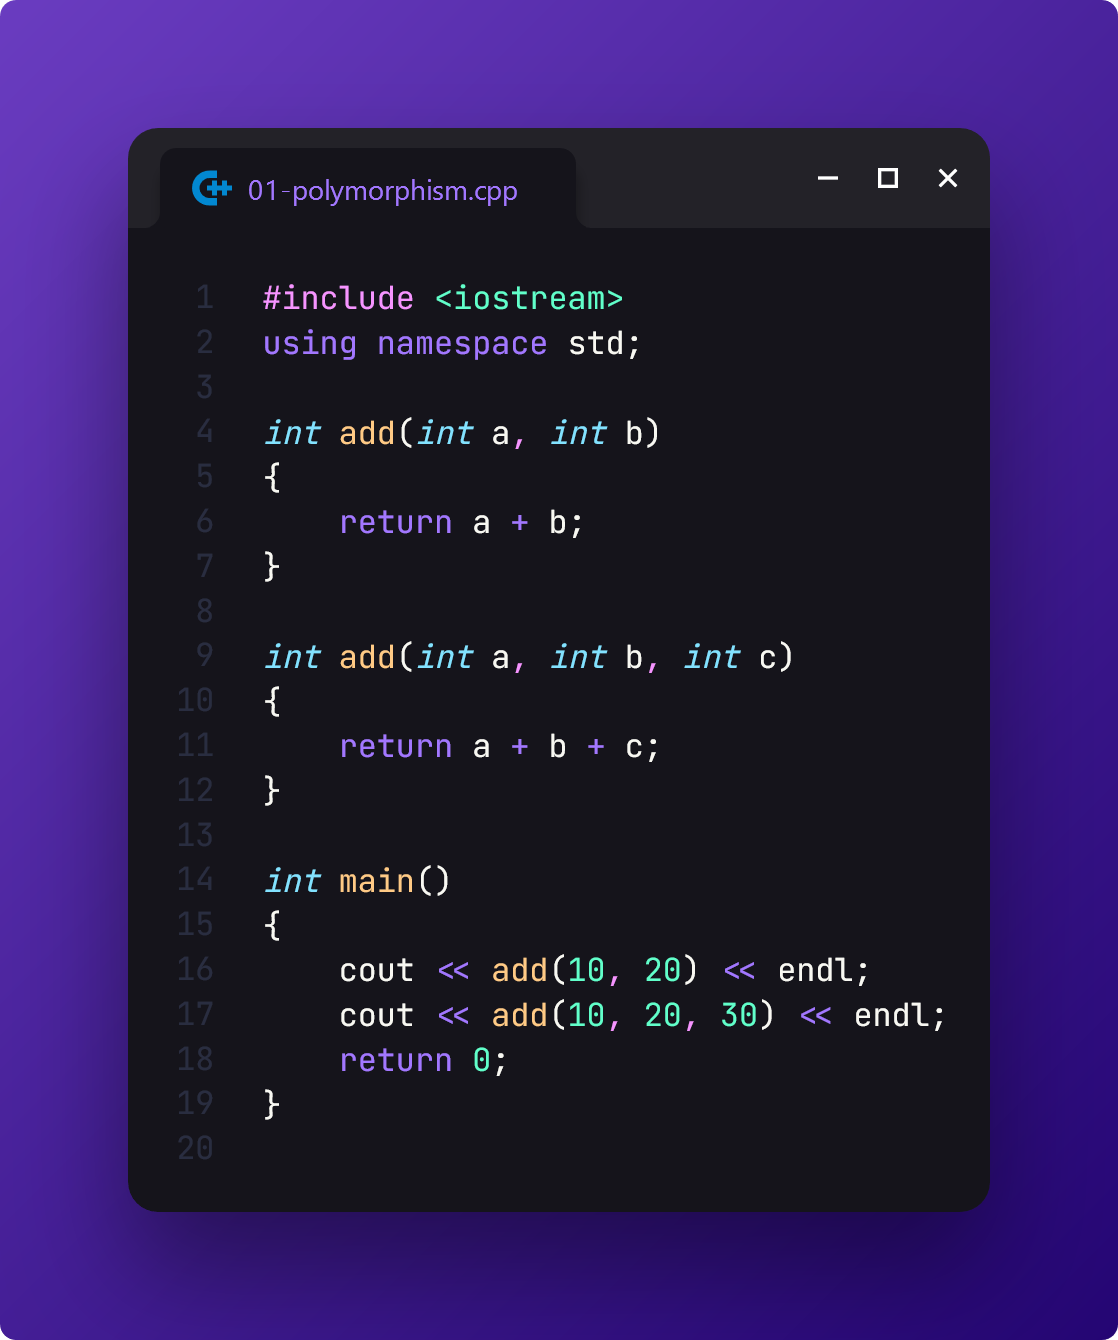 01-polymorphism.cpp
1 #include <iostream>
2 using namespace std;
3
4 int add(int a, int b)
5 {
6     return a + b;
7 }
8
9 int add(int a, int b, int c)
10 {
11     return a + b + c;
12 }
13
14 int main()
15 {
16     cout << add(10, 20) << endl;
17     cout << add(10, 20, 30) << endl;
18     return 0;
19 }
20